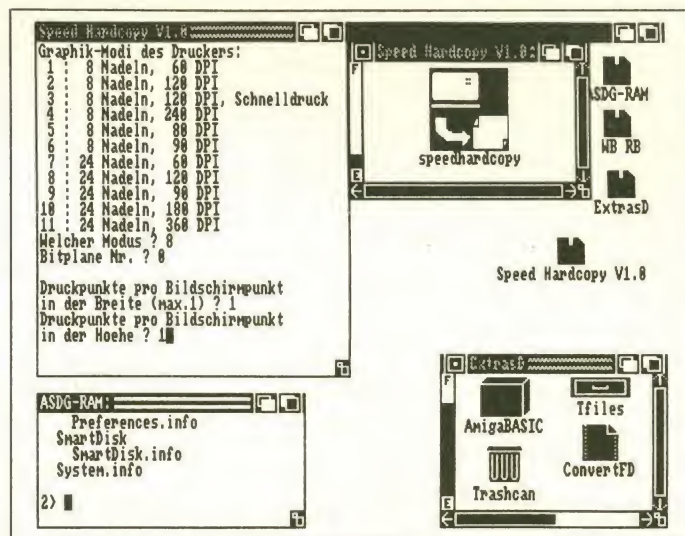 Speed Hardcopy V1.0
Graphik-Modi des Druckers:
1 : 8 Nadeln, 60 DPI
2 : 8 Nadeln, 120 DPI
3 : 8 Nadeln, 120 DPI, Schnelldruck
4 : 8 Nadeln, 240 DPI
5 : 8 Nadeln, 80 DPI
6 : 8 Nadeln, 90 DPI
7 : 24 Nadeln, 60 DPI
8 : 24 Nadeln, 120 DPI
9 : 24 Nadeln, 90 DPI
10 : 24 Nadeln, 180 DPI
11 : 24 Nadeln, 360 DPI
Welcher Modus ? 8
Bitplane Nr. ? 0
Druckpunkte pro Bildschirmpunkt
in der Breite (max.1) ? 1
Druckpunkte pro Bildschirmpunkt
in der Hoehe ? 1
Speed Hardcopy V1.0
F
speedhardcopy
E
ASDG-RAM
WB RB
ExtrasD
Speed Hardcopy V1.0
ASDG-RAM:
Preferences.info
SmartDisk
SmartDisk.info
System.info
2)
ExtrasD
F
AmigaBASIC
Tfiles
Trashcan
ConvertFD
E